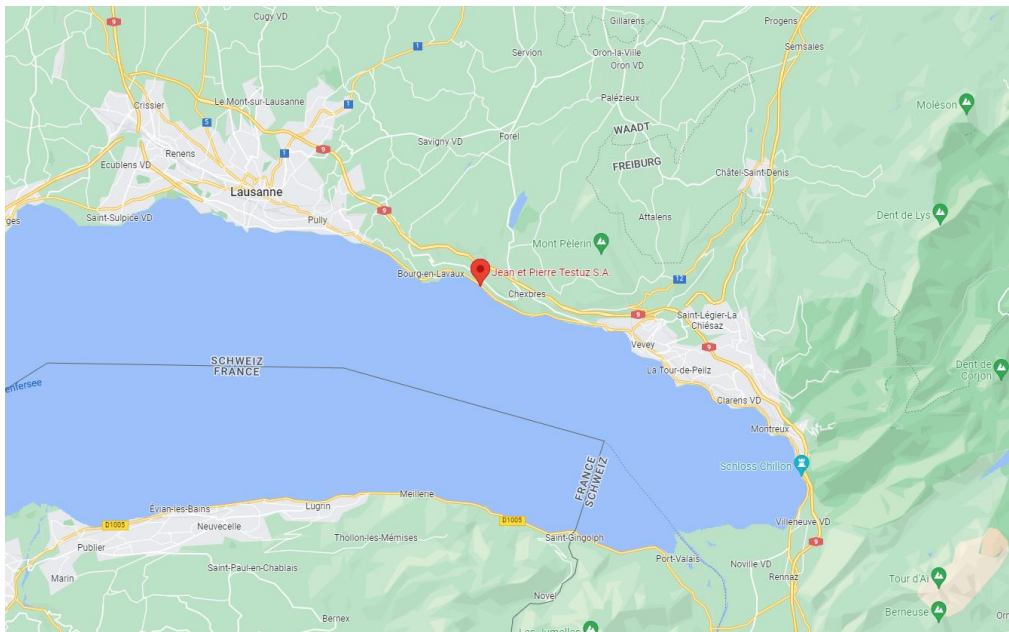 Cugy VD
Gillarens
Progens
9
1
Semsales
Servion
Oron-la-Ville
Oron VD
Crissier
Le Mont-sur-Lausanne
1
Palézieux
Moléson
5
WAADT
Renens
1
9
Savigny VD
Forel
FREIBURG
Ecublens VD
Châtel-Saint-Denis
Lausanne
9
Saint-Sulpice VD
Pully
Attalens
Dent de Lys
Mont Pèlerin
Bourg-en-Lavaux
Jean et Pierre Testuz S.A.
12
Chexbres
9
Saint-Légier-La
Chiésaz
Vevey
9
SCHWEIZ
FRANCE
La Tour-de-Peilz
Dent de
Corjon
enfersee
Clarens VD
Montreux
Schloss Chillon
FRANCE
SCHWEIZ
Meillerie
Évian-les-Bains
Lugrin
D1005
Neuvecelle
D1005
Villeneuve VD
Publier
Thollon-les-Mémises
Saint-Gingolph
9
Port-Valais
Noville VD
Saint-Paul-en-Chablais
Rennaz
Marin
Tour d'Aï
Novel
Berneuse
Bernex